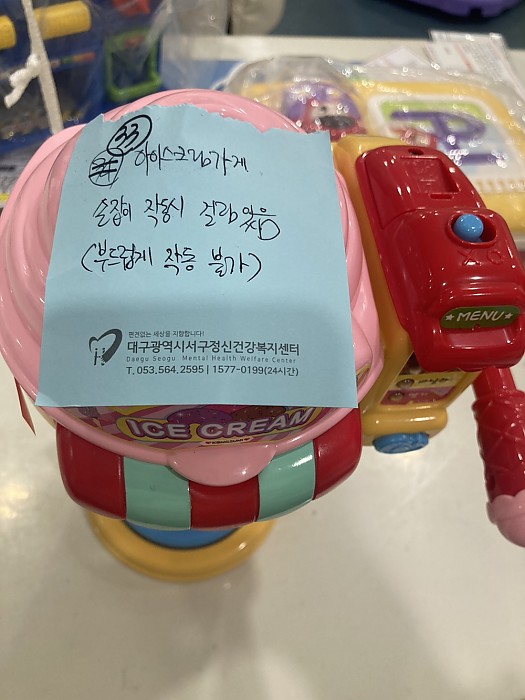 33 아이스크림가게
손잡이 작동시 걸림 있음
(부드럽게 작동 불가)
편견없는 세상을 지향합니다!
대구광역시서구정신건강복지센터
Daegu Seogu Mental Health Welfare Center
T. 053.564.2595 | 1577-0199(24시간)
ICE CREAM
MENU